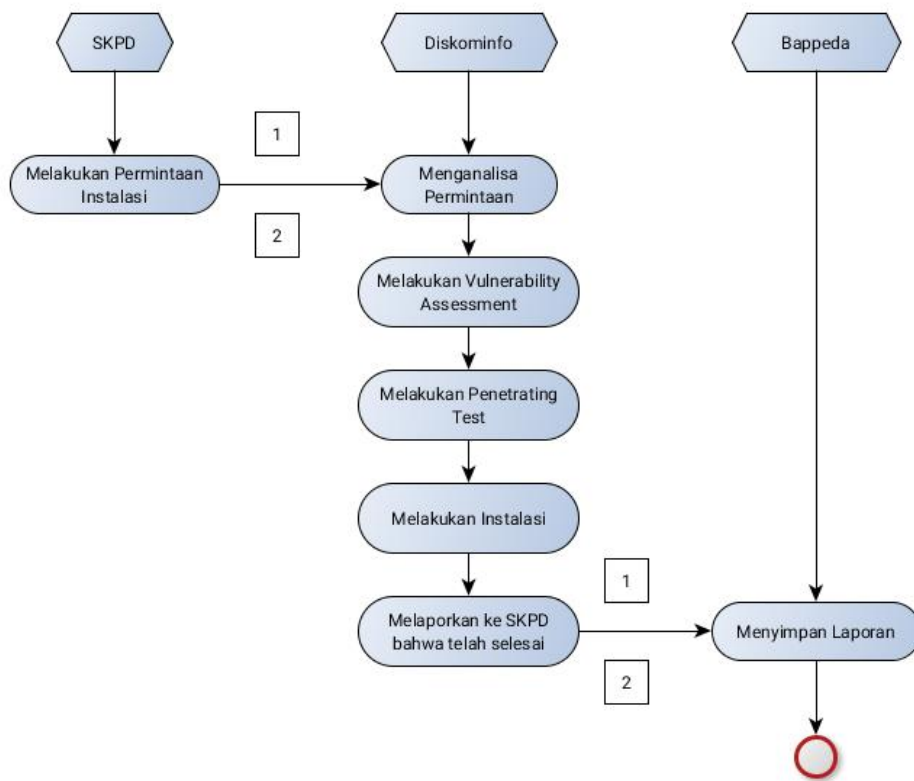 SKPD
Diskominfo
Bappeda
1
Melakukan Permintaan
Instalasi
Menganalisa
Permintaan
2
Melakukan Vulnerability
Assessment
Melakukan Penetrating
Test
Melakukan Instalasi
1
Melaporkan ke SKPD
bahwa telah selesai
Menyimpan Laporan
2